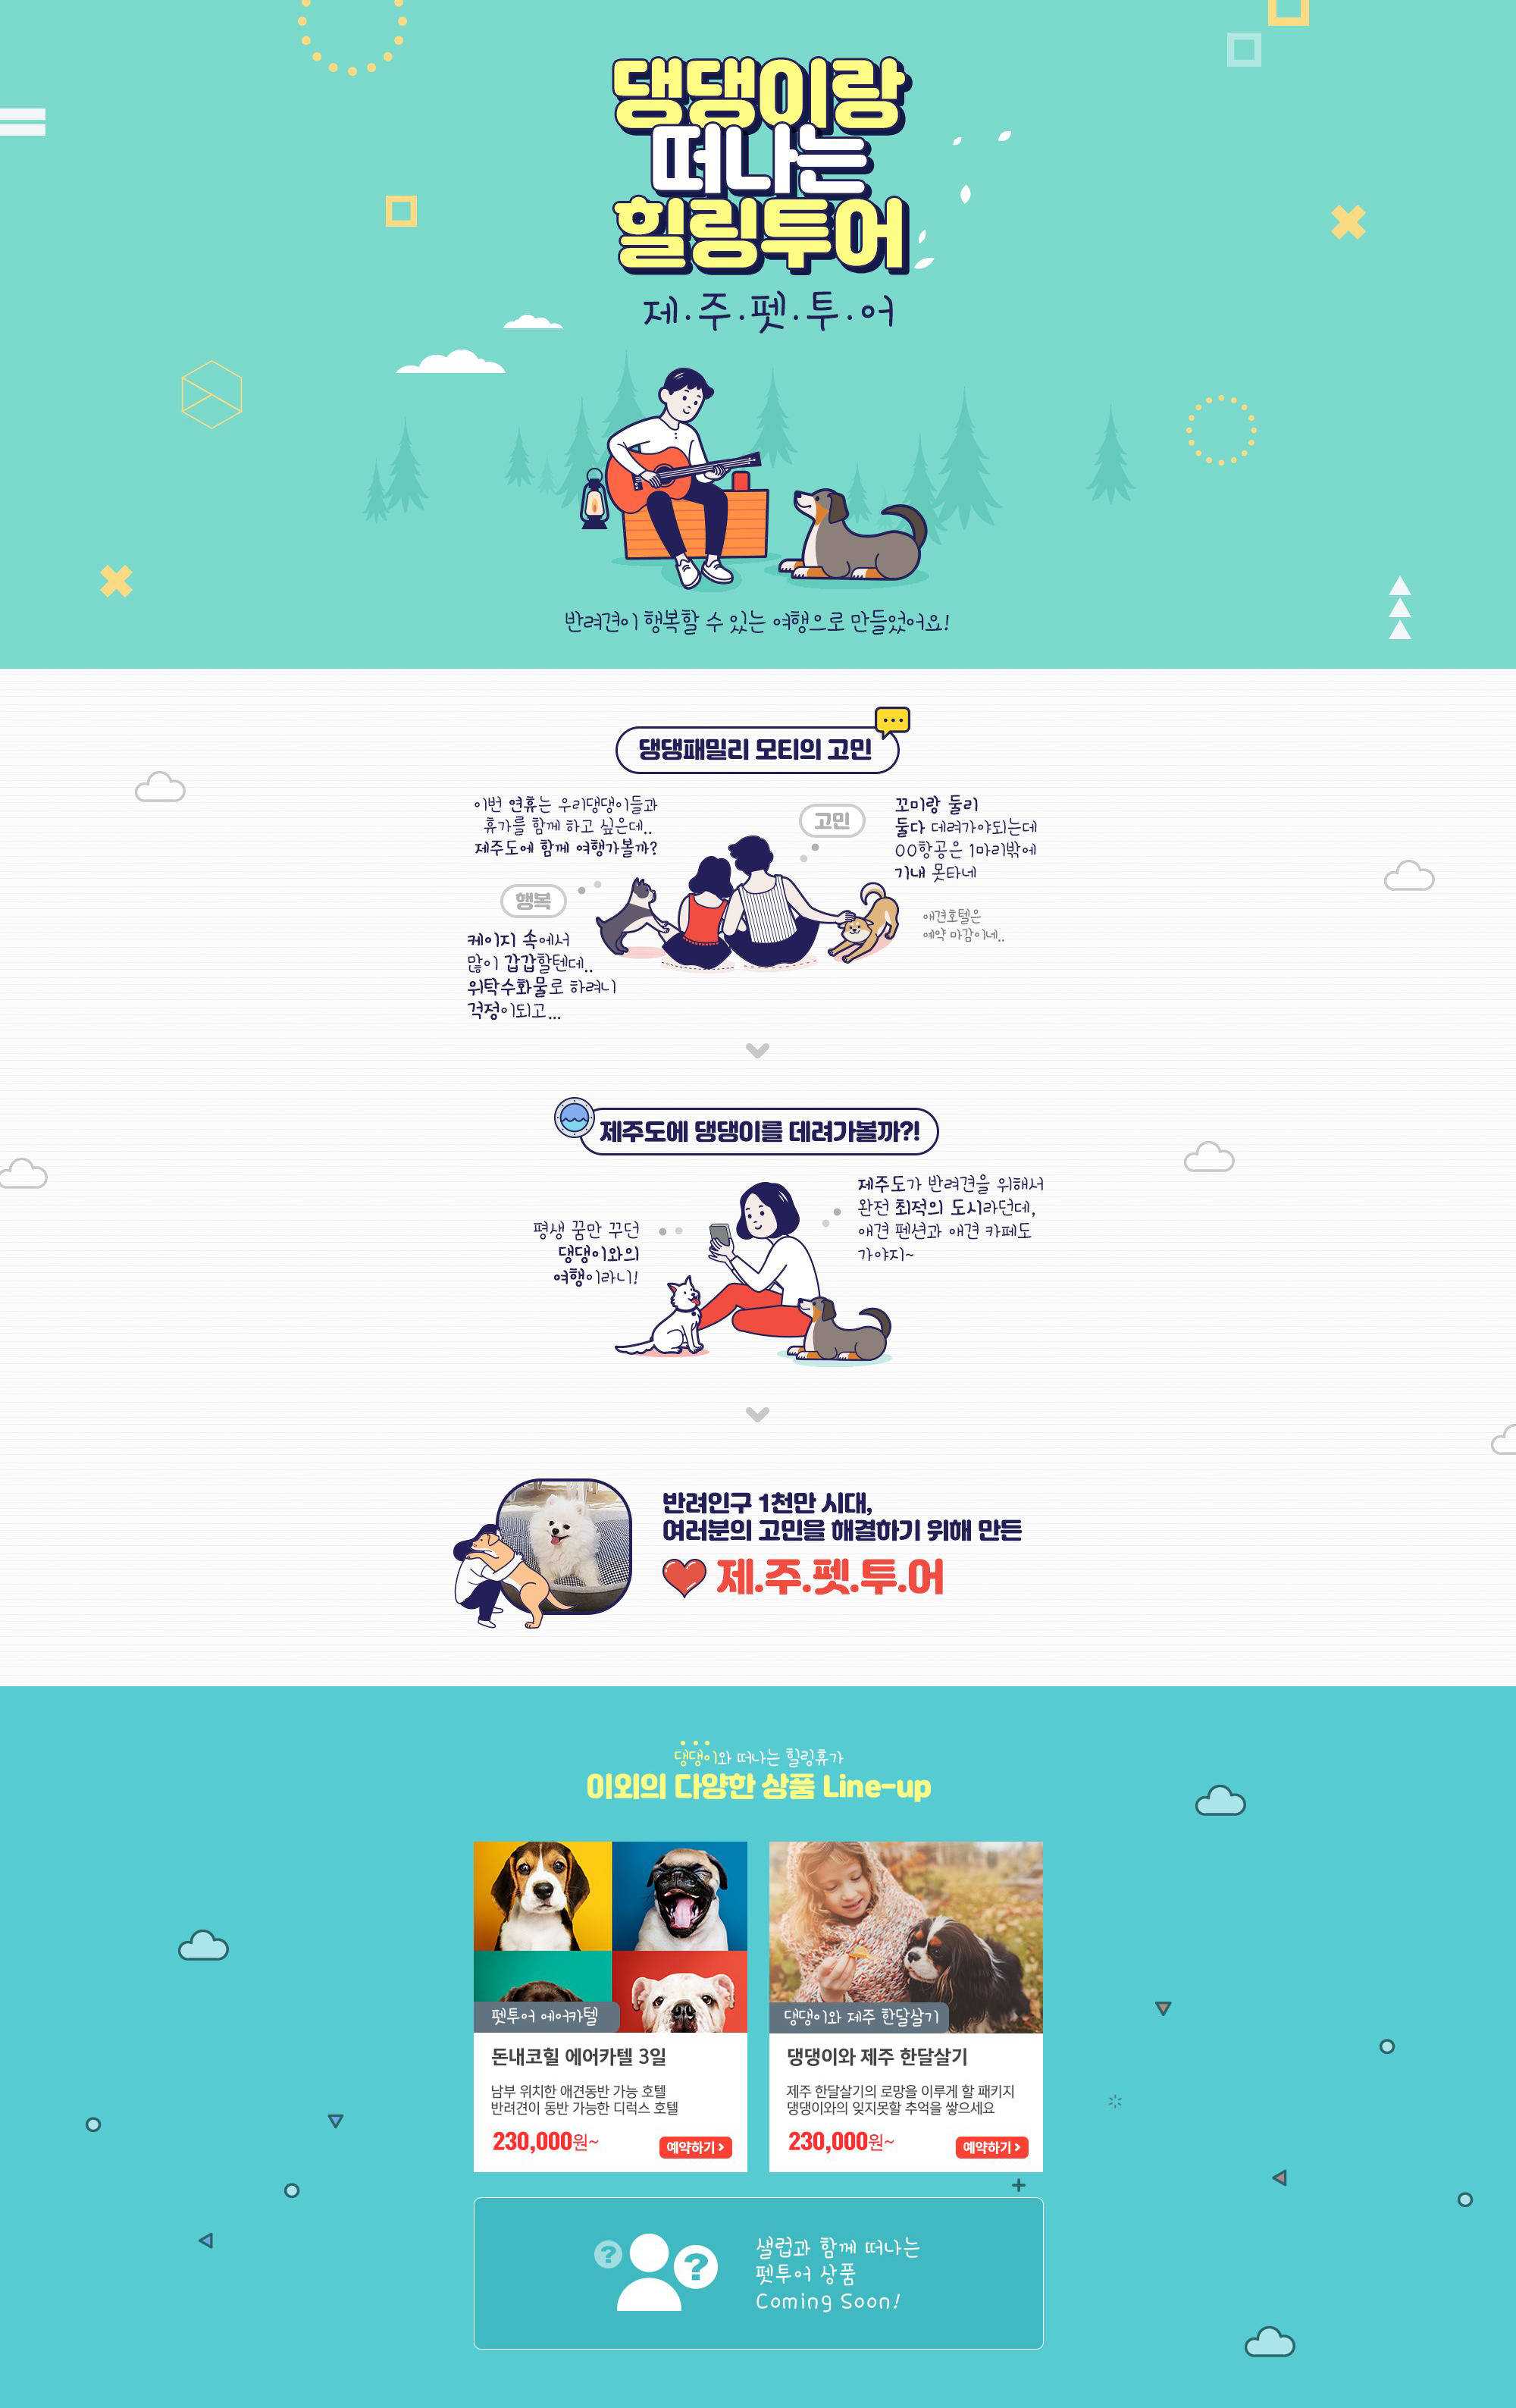 댕댕이랑
떠나는
힐링투어
제·주·펫·투·어
반려견이 행복할 수 있는 여행으로 만들었어요!
댕댕패밀리 모티의 고민
이번 연휴는 우리댕댕이들과
휴가를 함께 하고 싶은데..
제주도에 함께 여행가볼까?
고민
꼬미랑 둘리
둘다 데려가야되는데
OO항공은 1마리밖에
기내 못타네
애견호텔은
예약 마감이네..
행복
케이지 속에서
많이 갑갑할텐데..
위탁수화물로 하려니
걱정이되고...
제주도에 댕댕이를 데려가볼까?!
평생 꿈만 꾸던
댕댕이와의
여행이라니!
제주도가 반려견을 위해서
완전 최적의 도시라던데,
애견 펜션과 애견 카페도
가야지~
반려인구 1천만 시대,
여러분의 고민을 해결하기 위해 만든
제.주.펫.투.어
댕댕이와 떠나는 힐링휴가
이외의 다양한 상품 Line-up
펫투어 에어카텔
돈내코힐 에어카텔 3일
남부 위치한 애견동반 가능 호텔
반려견이 동반 가능한 디럭스 호텔
230,000원~
예약하기 >
댕댕이와 제주 한달살기
댕댕이와 제주 한달살기
제주 한달살기의 로망을 이루게 할 패키지
댕댕이와의 잊지못할 추억을 쌓으세요
230,000원~
예약하기 >
? ?
샐럽과 함께 떠나는
펫투어 상품
Coming Soon!